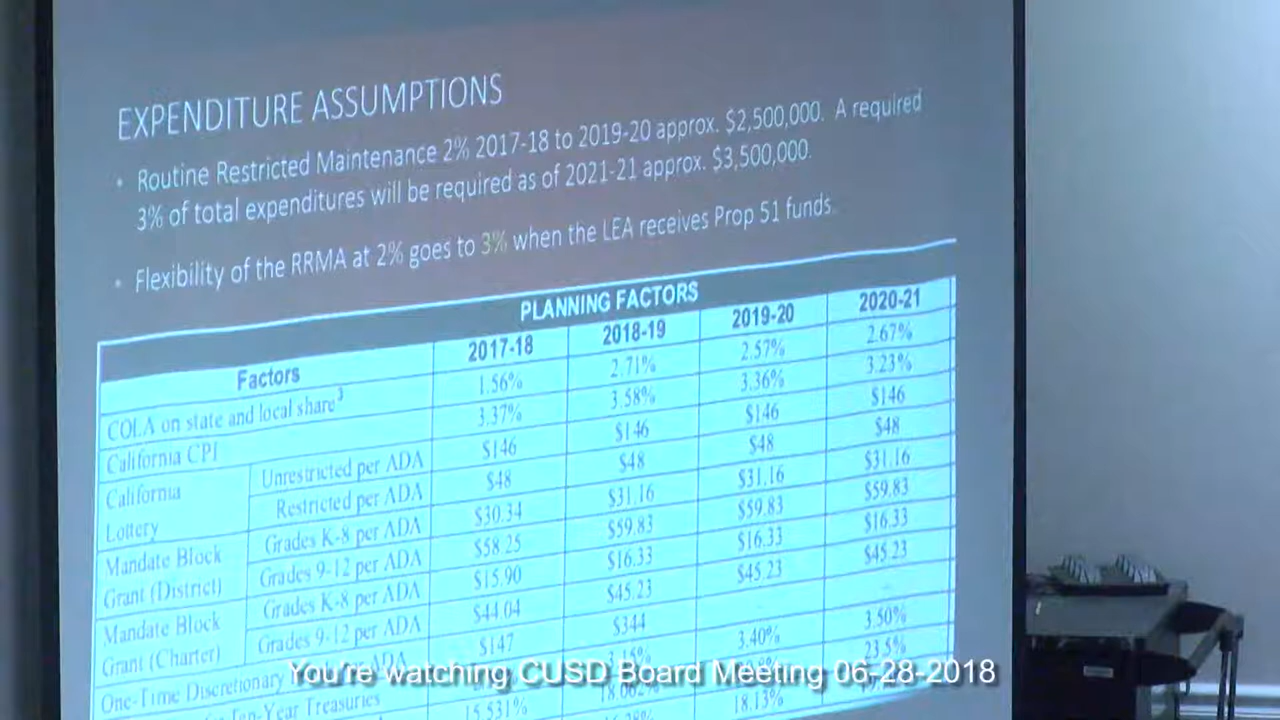 EXPENDITURE ASSUMPTIONS
• Routine Restricted Maintenance 2% 2017-18 to 2019-20 approx. $2,500,000. A required
3% of total expenditures will be required as of 2021-21 approx. $3,500,000.
• Flexibility of the RRMA at 2% goes to 3% when the LEA receives Prop 51 funds.
PLANNING FACTORS
Factors 2017-18 2018-19 2019-20 2020-21
COLA on state and local share3 1.56% 2.71% 2.57% 2.67%
California CPI 3.37% 3.58% 3.36% 3.23%
California Lottery Unrestricted per ADA $146 $146 $146 $146
Restricted per ADA $48 $48 $48 $48
Mandate Block Grant (District) Grades K-8 per ADA $30.34 $31.16 $31.16 $31.16
Grades 9-12 per ADA $58.25 $59.83 $59.83 $59.83
Mandate Block Grant (Charter) Grades K-8 per ADA $15.90 $16.33 $16.33 $16.33
Grades 9-12 per ADA $44.04 $45.23 $45.23 $45.23
One-Time Discretionary ADA $147 $344
Ten-Year Treasuries 3.40% 3.50%
18.13% 23.5%
You're watching CUSD Board Meeting 06-28-2018